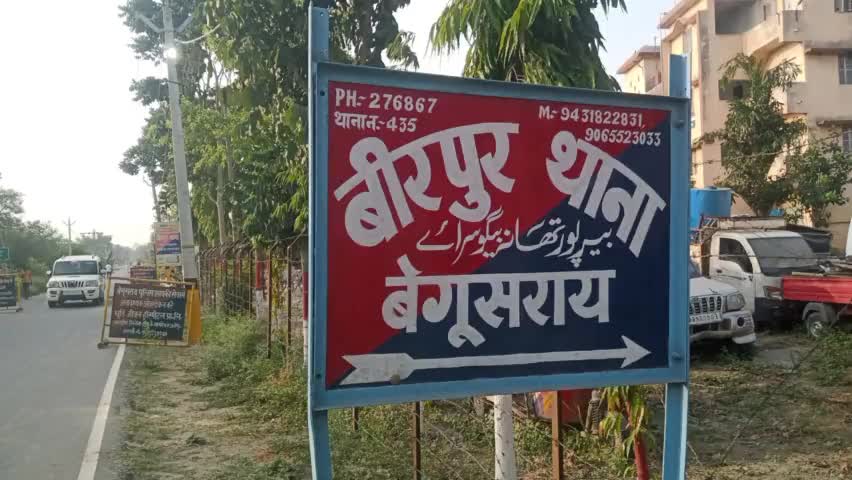 PH:- 276867
थाना नं:- 435
M:- 9431822831,
9065523033
बीरपुर थाना
بیرپور تھانہ بیگوسرائے
बेगूसराय